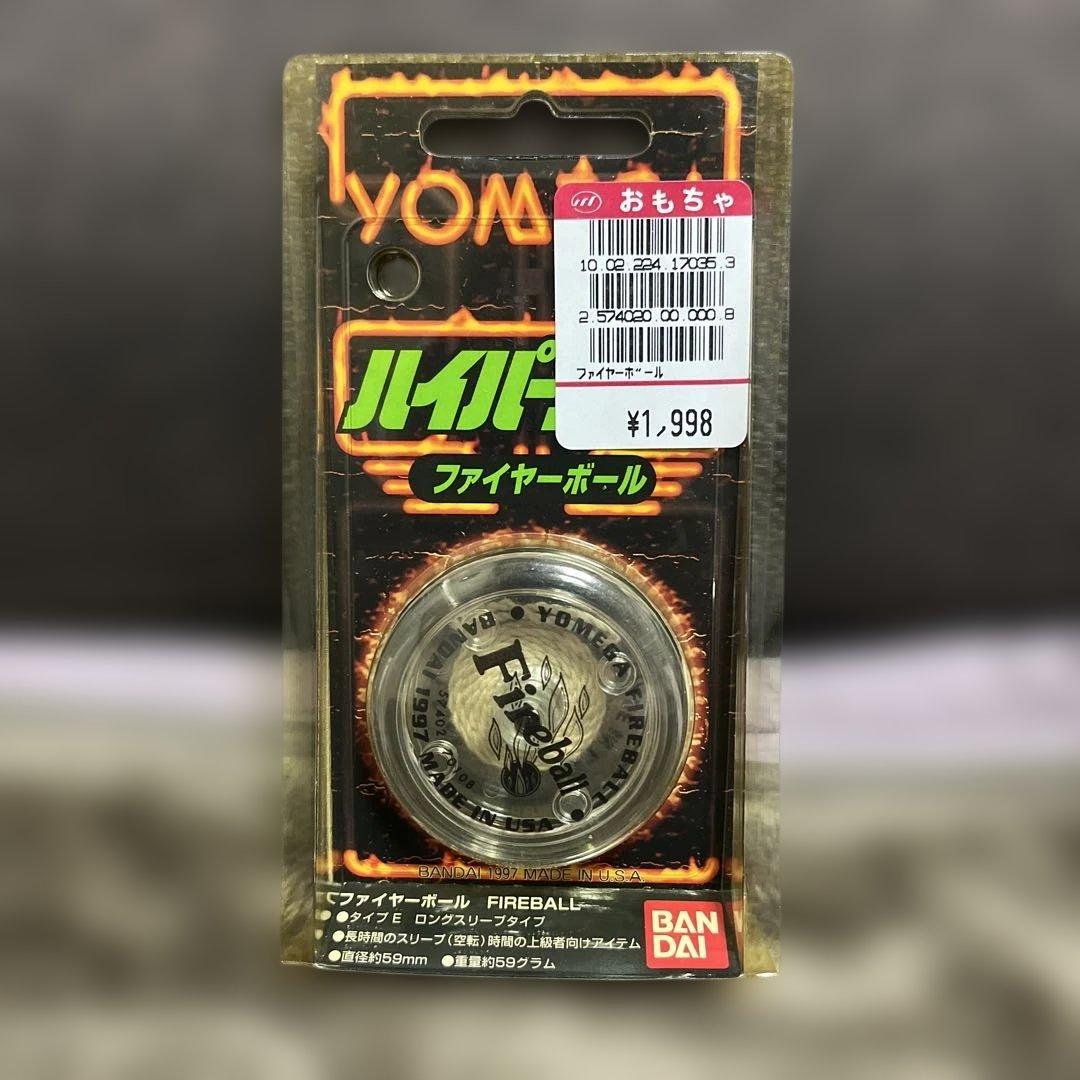 YOM
おもちゃ
10.02.224.17035.3
2.574020.00.000.8
ファイヤーボール
¥1,998
ハイパー
ファイヤーボール
YOMEGA FIREBALL
BANDAI 1997 MADE IN USA
Fireball
BANDAI 1997 MADE IN U.S.A.
ファイヤーボール FIREBALL
●タイプE ロングスリープタイプ
●長時間のスリープ(空転)時間の上級者向けアイテム
●直径約59mm ●重量約59グラム
BAN
DAI